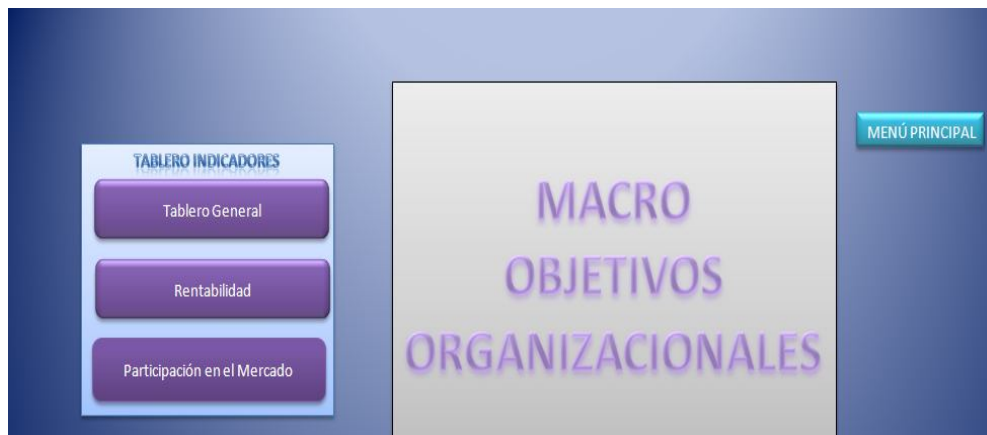 TABLERO INDICADORES
Tablero General
Rentabilidad
Participación en el Mercado
MACRO
OBJETIVOS
ORGANIZACIONALES
MENÚ PRINCIPAL